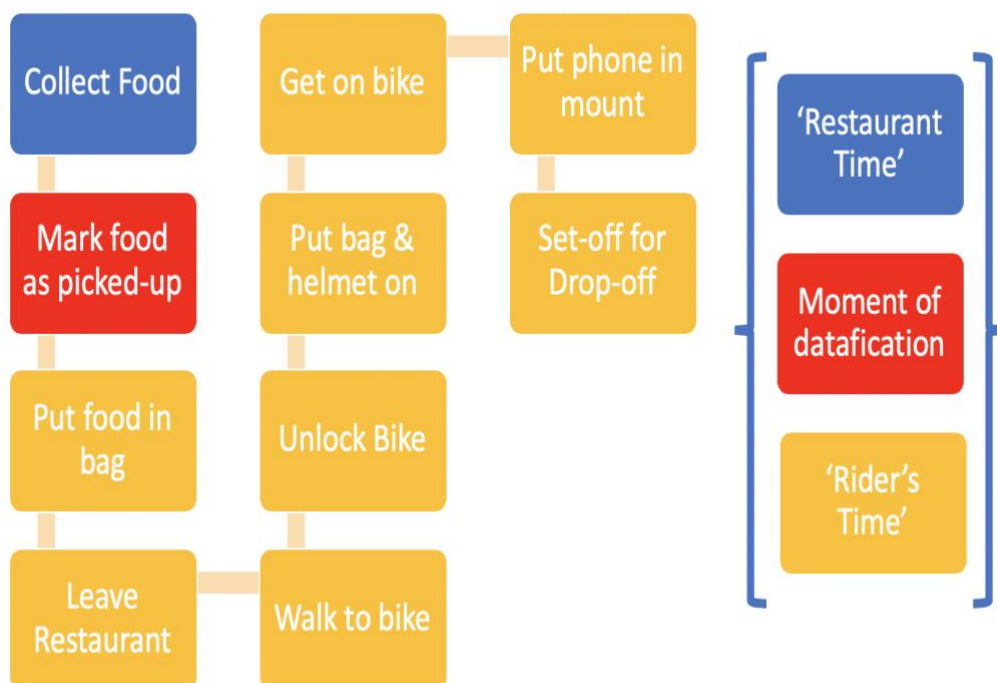 Collect Food
Mark food
as picked-up
Put food in
bag
Leave
Restaurant
Walk to bike
Unlock Bike
Put bag &
helmet on
Get on bike
Put phone in
mount
Set-off for
Drop-off
‘Restaurant
Time’
Moment of
datafication
‘Rider’s
Time’